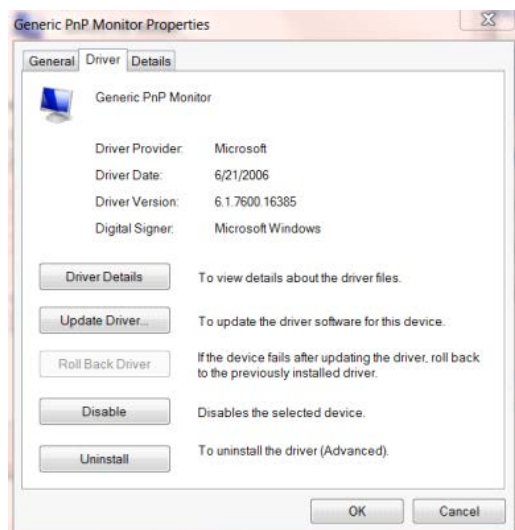 Generic PnP Monitor Properties
General Driver Details
Generic PnP Monitor
Driver Provider: Microsoft
Driver Date: 6/21/2006
Driver Version: 6.1.7600.16385
Digital Signer: Microsoft Windows
Driver Details To view details about the driver files.
Update Driver... To update the driver software for this device.
Roll Back Driver If the device fails after updating the driver, roll back
to the previously installed driver.
Disable Disables the selected device.
Uninstall To uninstall the driver (Advanced).
OK Cancel